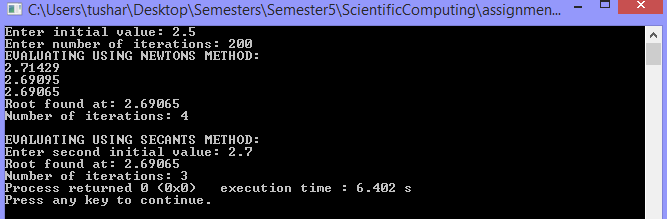 C:\Users\tushar\Desktop\Semesters\Semester5\ScientificComputing\assignmen...
Enter initial value: 2.5
Enter number of iterations: 200
EVALUATING USING NEWTONS METHOD:
2.71429
2.69095
2.69065
Root found at: 2.69065
Number of iterations: 4
EVALUATING USING SECANTS METHOD:
Enter second initial value: 2.7
Root found at: 2.69065
Number of iterations: 3
Process returned 0 (0x0)   execution time : 6.402 s
Press any key to continue.